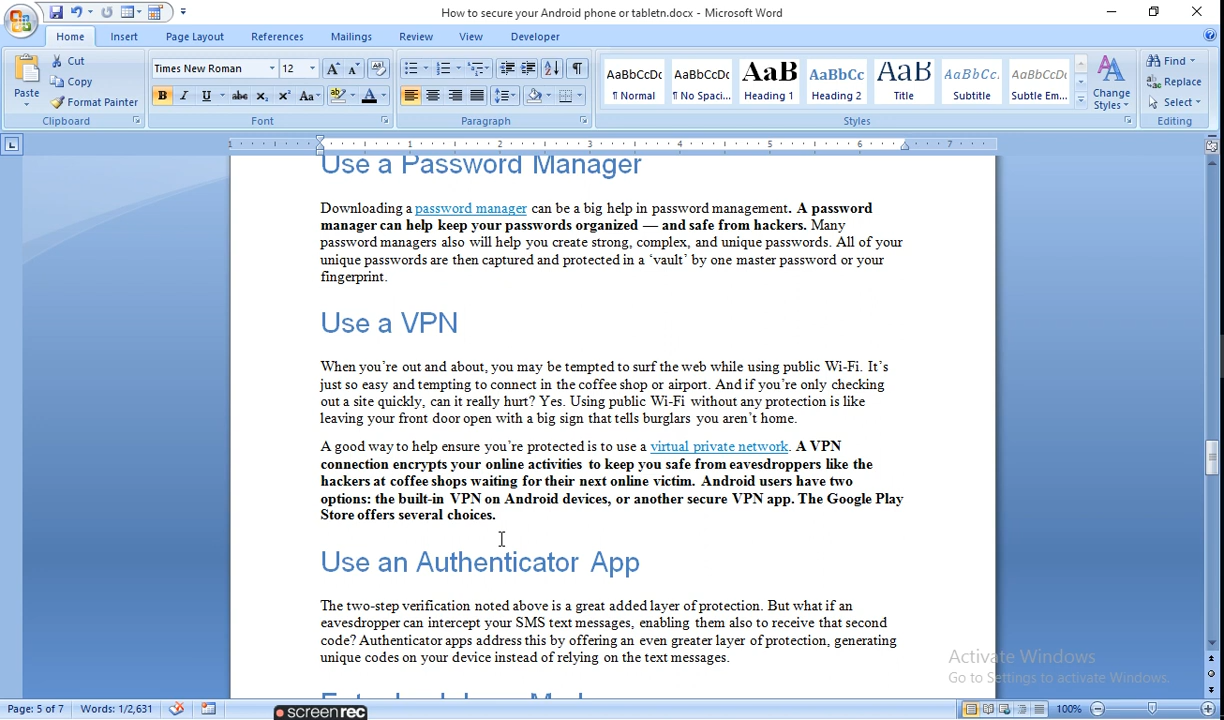 How to secure your Android phone or tabletn.docx - Microsoft Word
Home Insert Page Layout References Mailings Review View Developer
Paste
Cut
Copy
Format Painter
Clipboard
Times New Roman 12
B I U abc X₂ X² Aa
Font
Paragraph
AaBbCcDc AaBbCcDc AaB AaBbCc AaB AaBbCc. AaBbCcDc
¶ Normal ¶ No Spaci... Heading 1 Heading 2 Title Subtitle Subtle Em...
Change Styles
Styles
Find
Replace
Select
Editing
1 1 2 3 4 5 6 7
Use a Password Manager
Downloading a password manager can be a big help in password management. A password
manager can help keep your passwords organized — and safe from hackers. Many
password managers also will help you create strong, complex, and unique passwords. All of your
unique passwords are then captured and protected in a ‘vault’ by one master password or your
fingerprint.
Use a VPN
When you’re out and about, you may be tempted to surf the web while using public Wi-Fi. It’s
just so easy and tempting to connect in the coffee shop or airport. And if you’re only checking
out a site quickly, can it really hurt? Yes. Using public Wi-Fi without any protection is like
leaving your front door open with a big sign that tells burglars you aren’t home.
A good way to help ensure you’re protected is to use a virtual private network. A VPN
connection encrypts your online activities to keep you safe from eavesdroppers like the
hackers at coffee shops waiting for their next online victim. Android users have two
options: the built-in VPN on Android devices, or another secure VPN app. The Google Play
Store offers several choices.
Use an Authenticator App
The two-step verification noted above is a great added layer of protection. But what if an
eavesdropper can intercept your SMS text messages, enabling them also to receive that second
code? Authenticator apps address this by offering an even greater layer of protection, generating
unique codes on your device instead of relying on the text messages.
Activate Windows
Go to Settings to activate Windows.
Page: 5 of 7 Words: 1/2,631 100%
screenrec